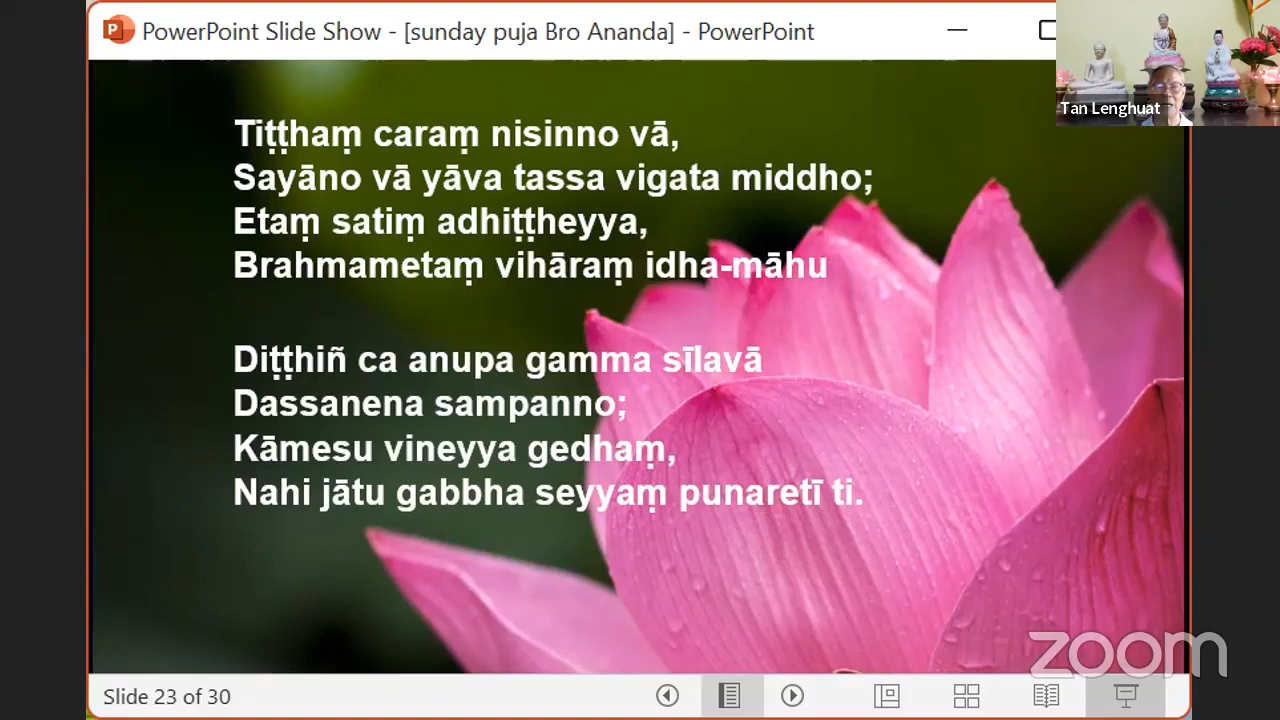 PowerPoint Slide Show - [sunday puja Bro Ananda] - PowerPoint
Tan Lenghuat
Tiṭṭhaṃ caraṃ nisinno vā,
Sayāno vā yāva tassa vigata middho;
Etaṃ satiṃ adhiṭṭheyya,
Brahmametaṃ vihāraṃ idha-māhu
Diṭṭhiñ ca anupa gamma sīlavā
Dassanena sampanno;
Kāmesu vineyya gedhaṃ,
Nahi jātu gabbha seyyaṃ punaretī ti.
zoom
Slide 23 of 30